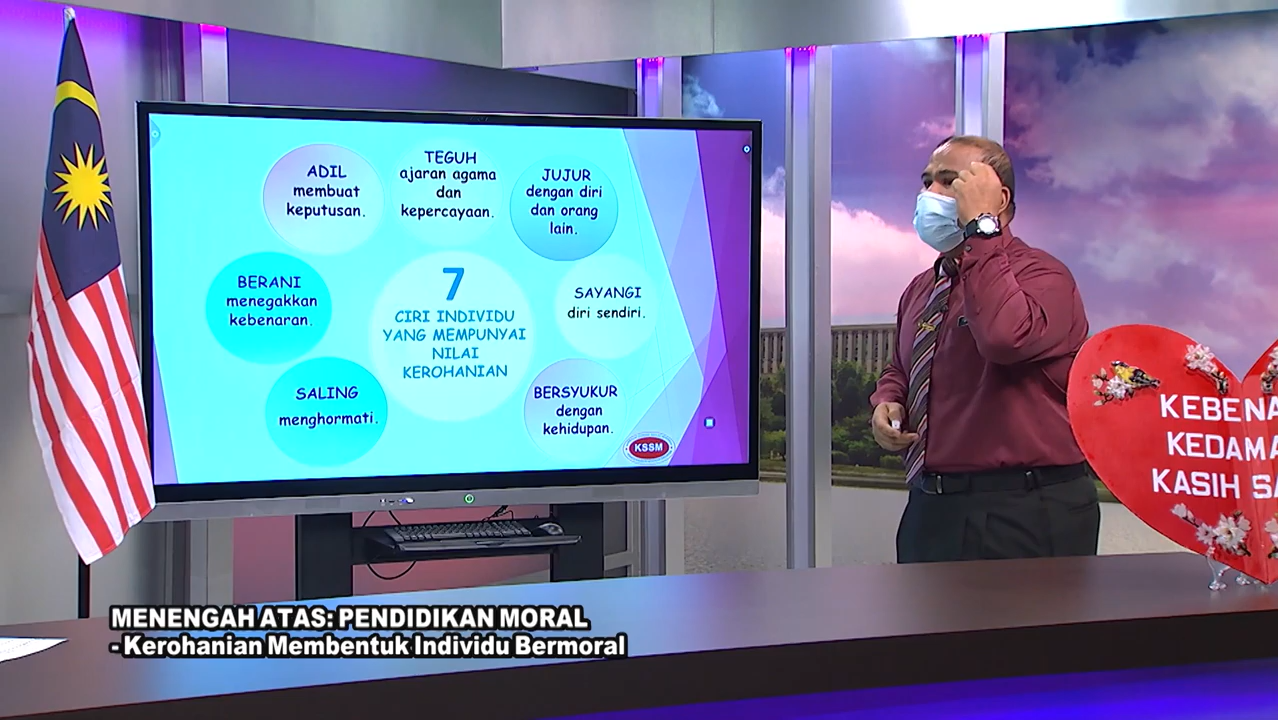 TEGUH
ajaran agama
dan
kepercayaan.
JUJUR
dengan diri
dan orang
lain.
SAYANGI
diri sendiri.
BERSYUKUR
dengan
kehidupan.
SALING
menghormati.
BERANI
menegakkan
kebenaran.
ADIL
membuat
keputusan.
7
CIRI INDIVIDU
YANG MEMPUNYAI
NILAI
KEROHANIAN
KSSM
KEBENA
KEDAMA
KASIH SA
MENENGAH ATAS: PENDIDIKAN MORAL
- Kerohanian Membentuk Individu Bermoral